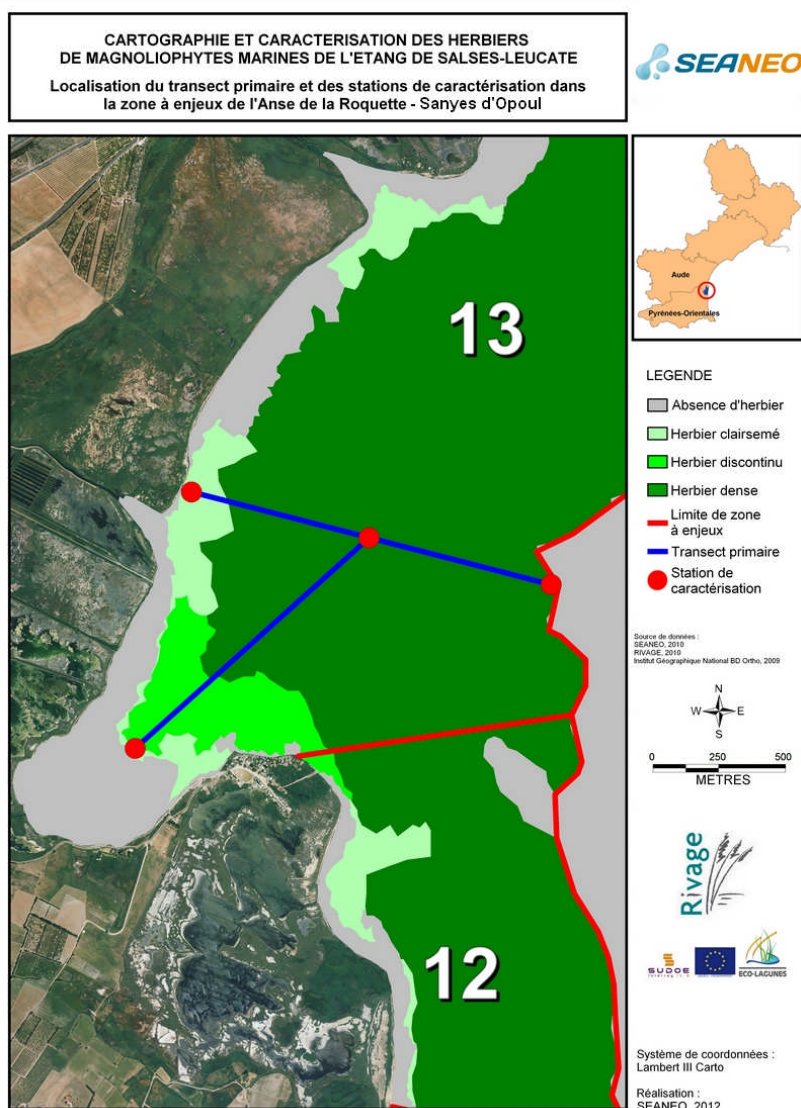 CARTOGRAPHIE ET CARACTERISATION DES HERBIERS
DE MAGNOLIOPHYTES MARINES DE L'ETANG DE SALSES-LEUCATE
Localisation du transect primaire et des stations de caractérisation dans
la zone à enjeux de l'Anse de la Roquette - Sanyes d'Opoul
SEANEO
Aude
Pyrénées-Orientales
13
12
LEGENDE
Absence d'herbier
Herbier clairsemé
Herbier discontinu
Herbier dense
Limite de zone
à enjeux
Transect primaire
Station de
caractérisation
Source de données :
SEANEO, 2010
RIVAGE, 2010
Institut Géographique National BD Ortho, 2009
N
W E
S
0 250 500
METRES
Rivage
SUDOE
ECO-LAGUNES
Système de coordonnées :
Lambert III Carto
Réalisation :
SEANEO, 2012